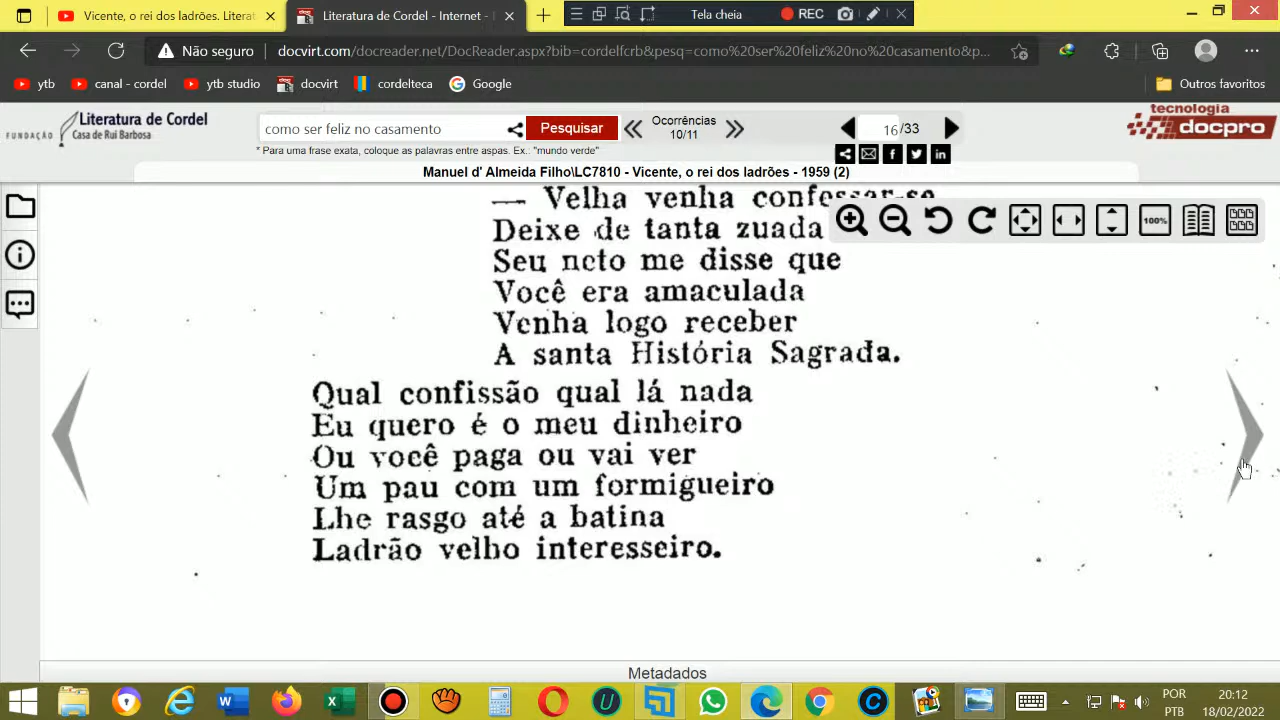 Vicente, o rei dos ladrões. Literat
Literatura de Cordel - Internet - I
Tela cheia
REC
Não seguro
docvirt.com/docreader.net/DocReader.aspx?bib=cordelfcrb&pesq=como%20ser%20feliz%20no%20casamento&p...
ytb
canal - cordel
ytb studio
docvirt
cordelteca
Google
Outros favoritos
FUNDAÇÃO
Literatura de Cordel
Casa de Rui Barbosa
como ser feliz no casamento
Pesquisar
Ocorrências
10/11
16/33
tecnologia
docpro
* Para uma frase exata, coloque as palavras entre aspas. Ex.: "mundo verde"
Manuel d' Almeida Filho\LC7810 - Vicente, o rei dos ladrões - 1959 (2)
100%
— Velha venha confessar-se
Deixe de tanta zuada
Seu neto me disse que
Você era amaculada
Venha logo receber
A santa História Sagrada.
Qual confissão qual lá nada
Eu quero é o meu dinheiro
Ou você paga ou vai ver
Um pau com um formigueiro
Lhe rasgo até a batina
Ladrão velho interesseiro.
Metadados
POR
PTB
20:12
18/02/2022